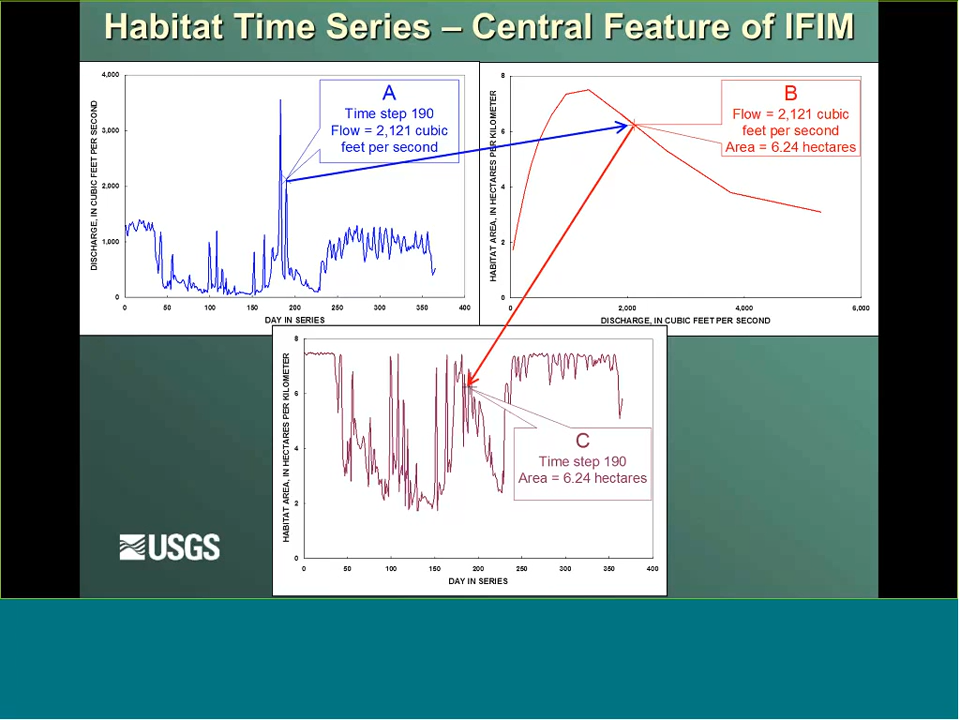 Habitat Time Series – Central Feature of IFIM
4,000
3,000
2,000
1,000
0
DISCHARGE, IN CUBIC FEET PER SECOND
0 50 100 150 200 250 300 350 400
DAY IN SERIES
A
Time step 190
Flow = 2,121 cubic
feet per second
8
6
4
2
0
HABITAT AREA, IN HECTARES PER KILOMETER
0 2,000 4,000 6,000
DISCHARGE, IN CUBIC FEET PER SECOND
B
Flow = 2,121 cubic
feet per second
Area = 6.24 hectares
8
6
4
2
0
HABITAT AREA, IN HECTARES PER KILOMETER
0 50 100 150 200 250 300 350 400
DAY IN SERIES
C
Time step 190
Area = 6.24 hectares
USGS